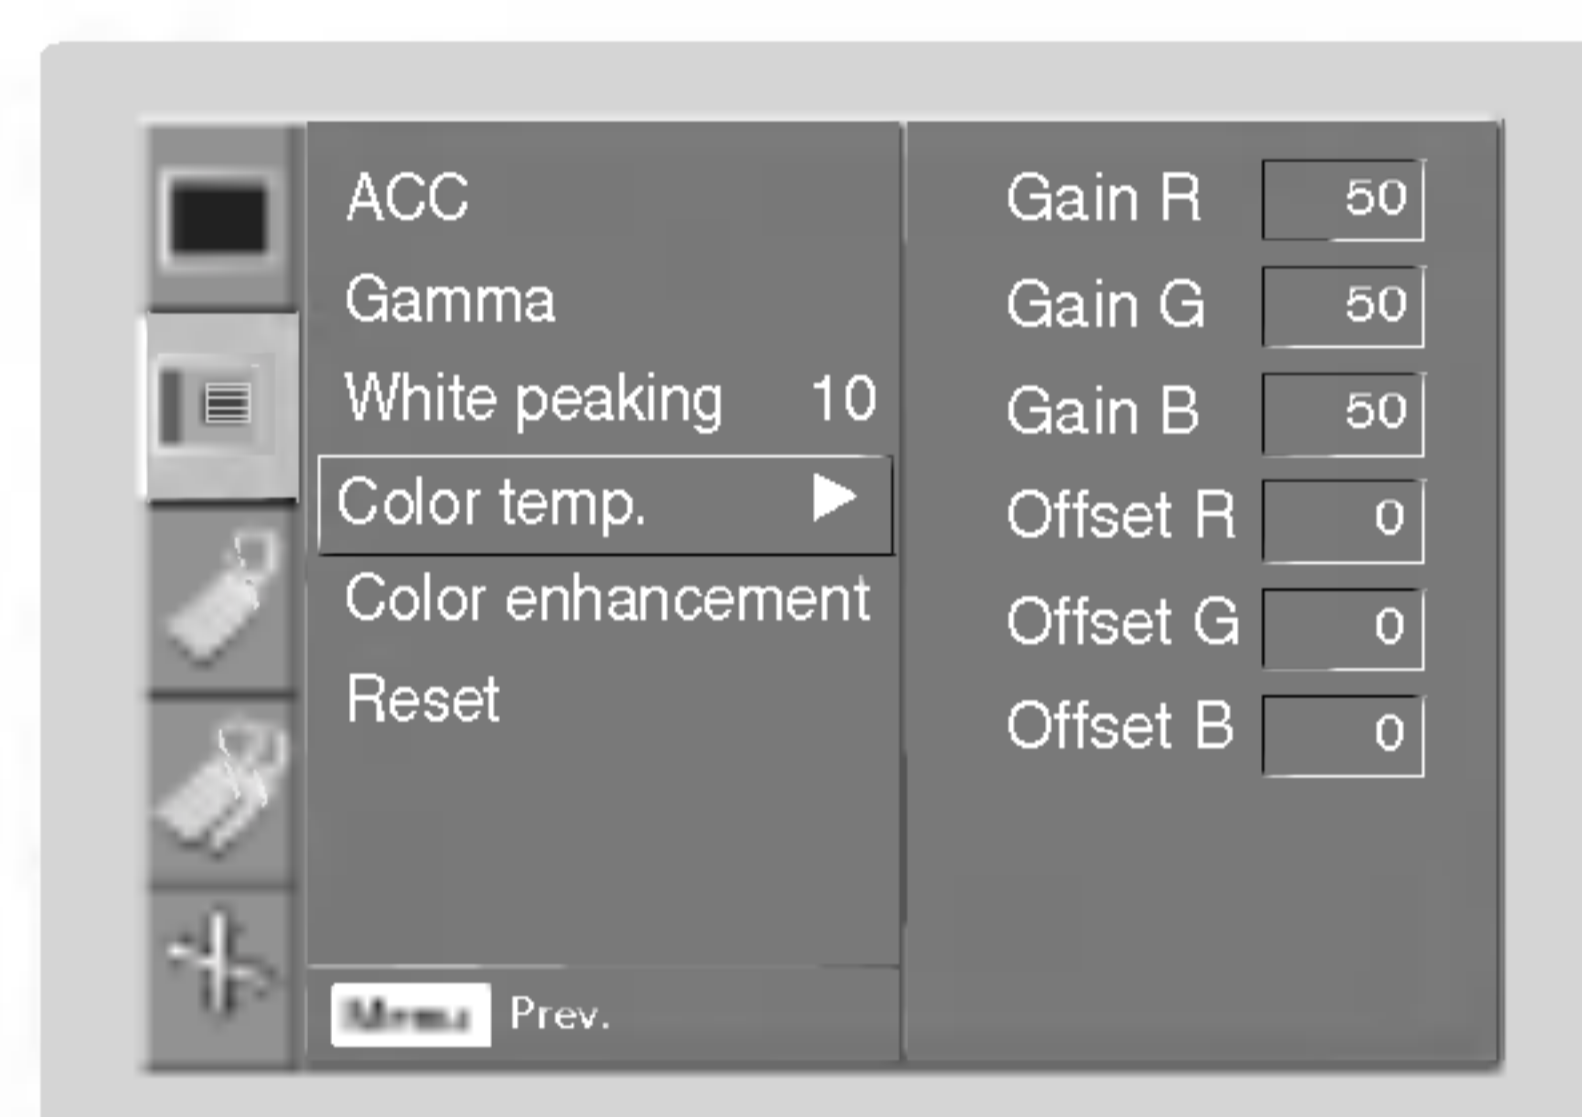 ACC
Gamma
White peaking 10
Color temp.
Color enhancement
Reset
Menu Prev.
Gain R 50
Gain G 50
Gain B 50
Offset R 0
Offset G 0
Offset B 0